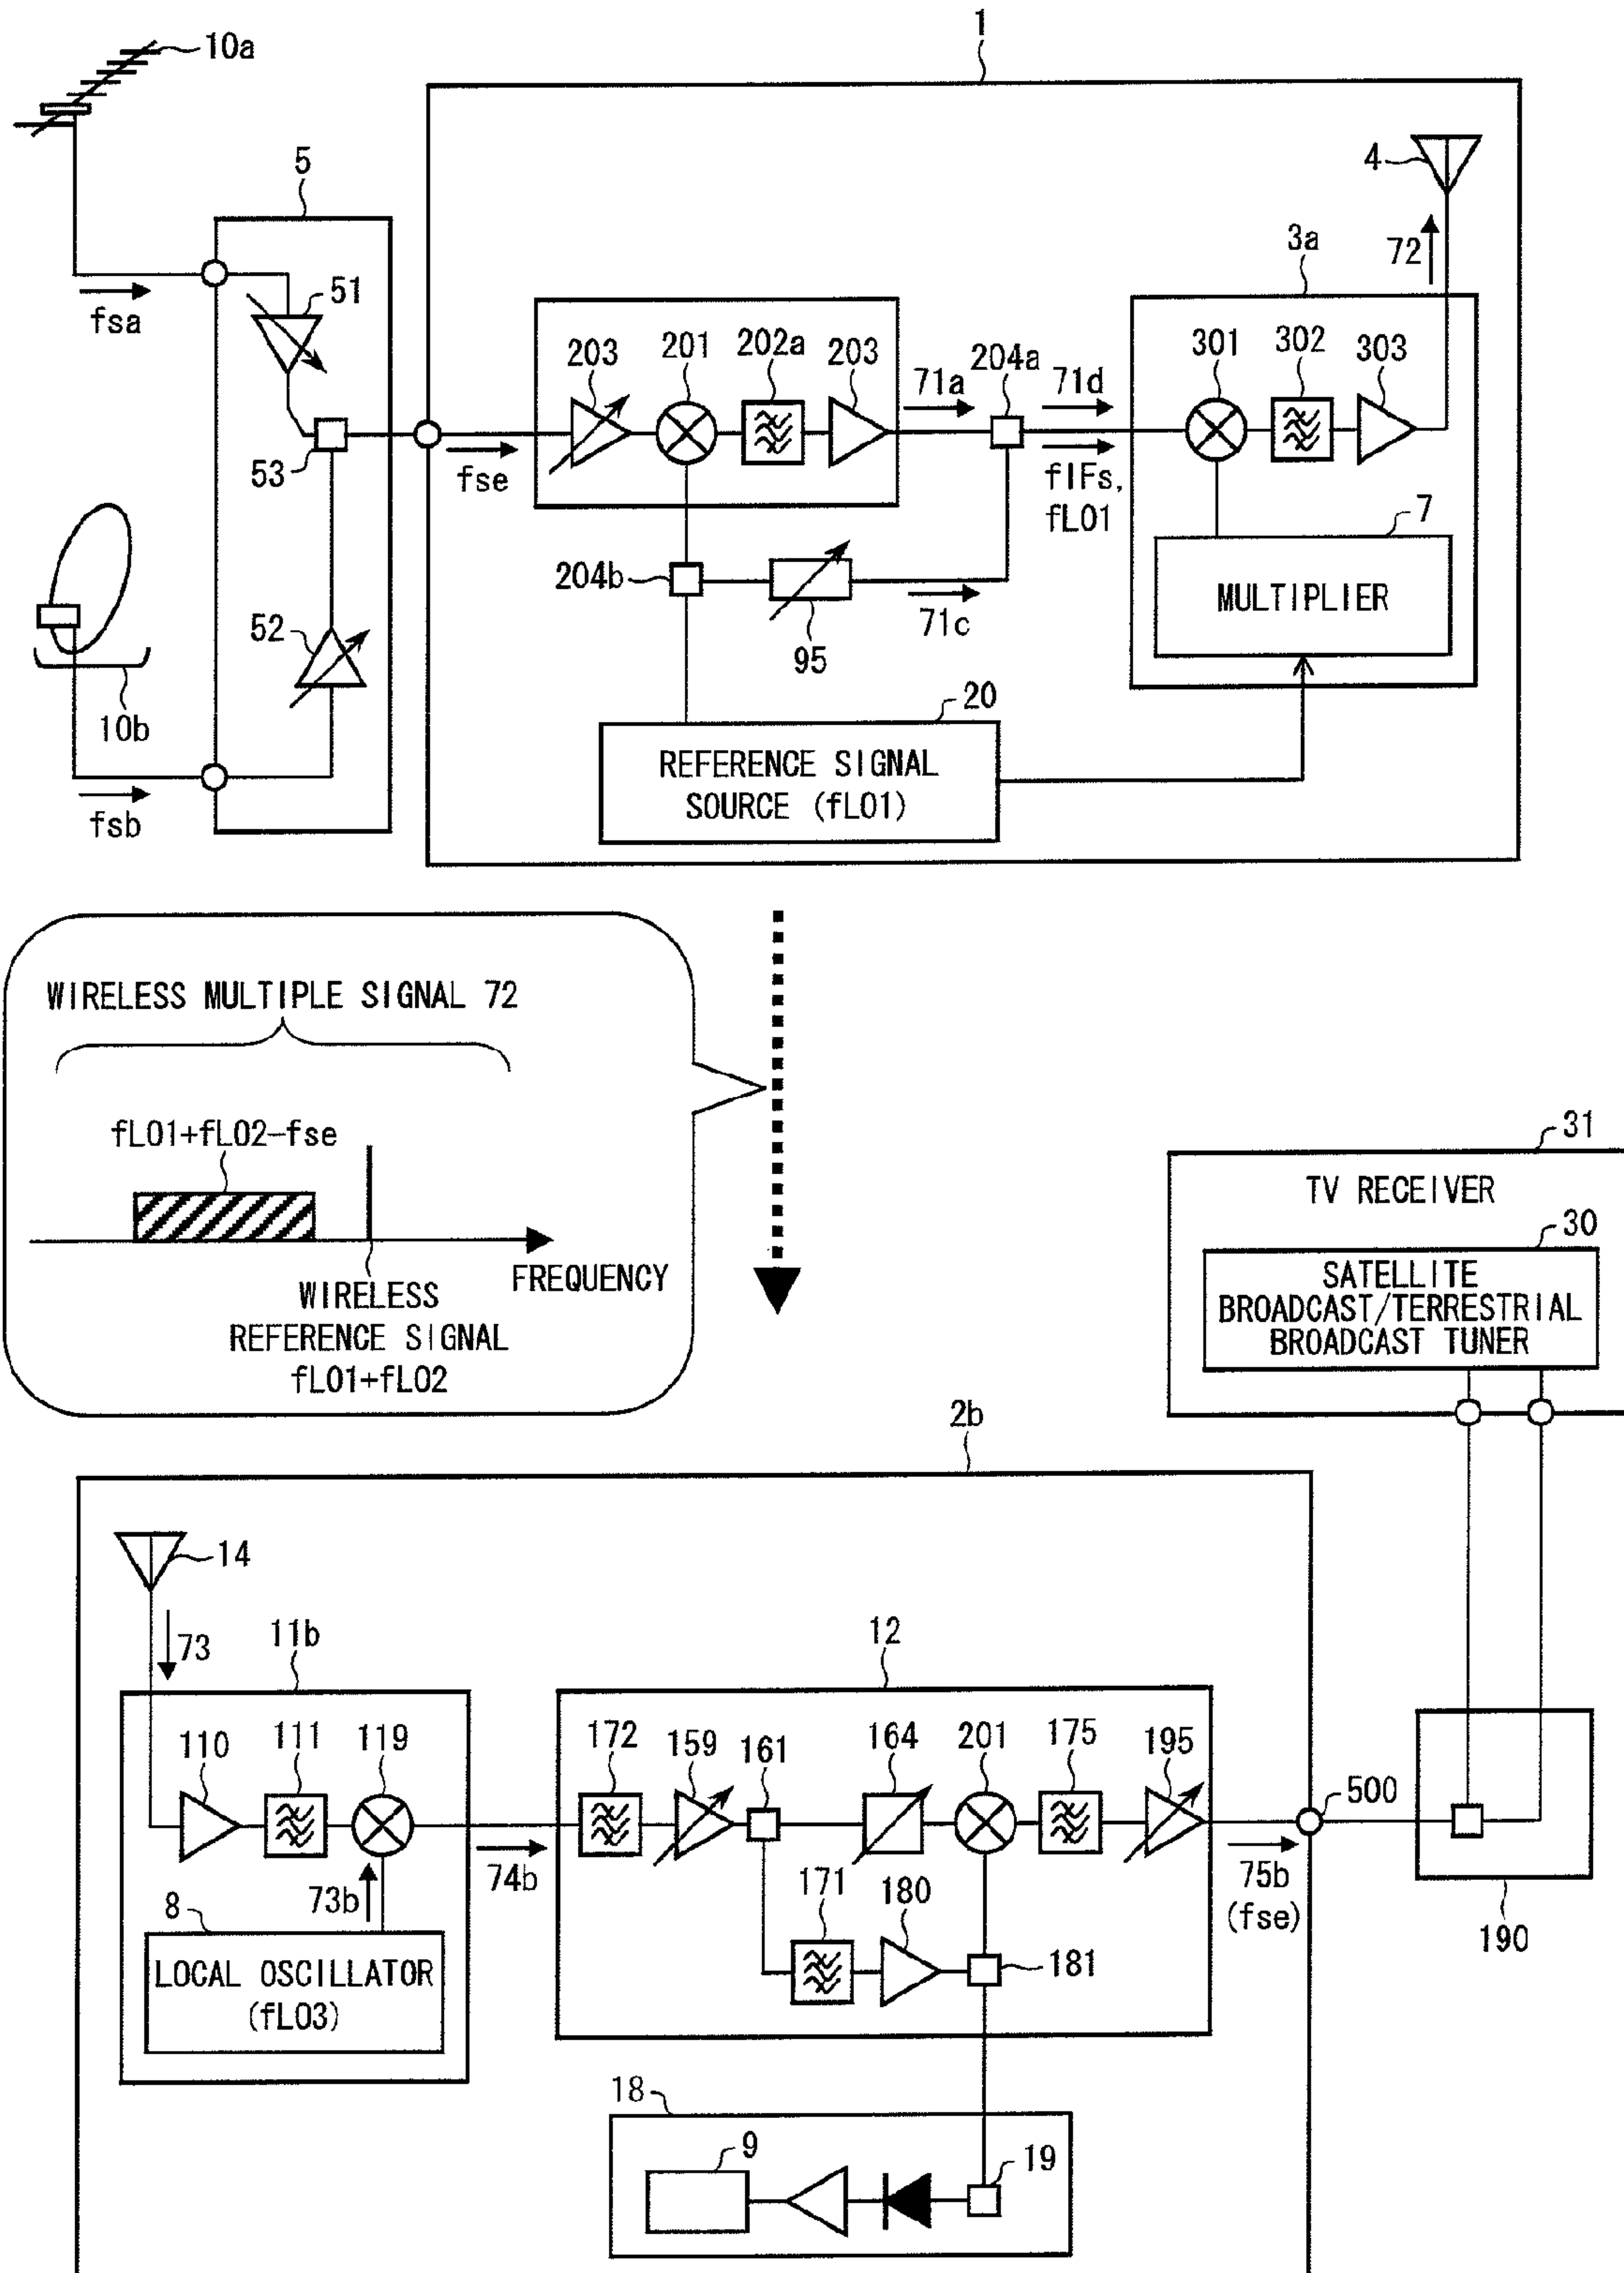 1
10a
5
4
3a
72
51
fsa
203
201
202a
203
71a
204a
71d
301
302
303
53
fse
fIFs,
fL01
7
MULTIPLIER
204b
71c
95
52
10b
20
REFERENCE SIGNAL
SOURCE (fL01)
fsb
WIRELESS MULTIPLE SIGNAL 72
fL01+fL02-fse
FREQUENCY
WIRELESS
REFERENCE SIGNAL
fL01+fL02
31
TV RECEIVER
30
SATELLITE
BROADCAST/TERRESTRIAL
BROADCAST TUNER
2b
14
73
11b
12
110
111
119
172
159
161
164
201
175
195
500
74b
75b
(fse)
73b
8
LOCAL OSCILLATOR
(fL03)
171
180
181
190
18
9
19